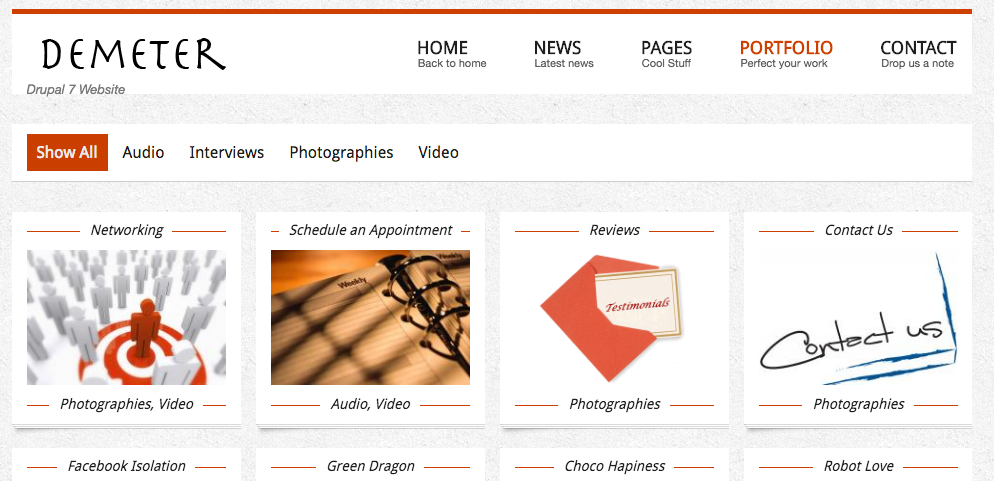 DEMETER
Drupal 7 Website
HOME
Back to home
NEWS
Latest news
PAGES
Cool Stuff
PORTFOLIO
Perfect your work
CONTACT
Drop us a note
Show All
Audio
Interviews
Photographies
Video
Networking
Photographies, Video
Schedule an Appointment
Weekly
Weekly
Audio, Video
Reviews
Testimonials
Photographies
Contact Us
Contact us
Photographies
Facebook Isolation
Green Dragon
Choco Hapiness
Robot Love